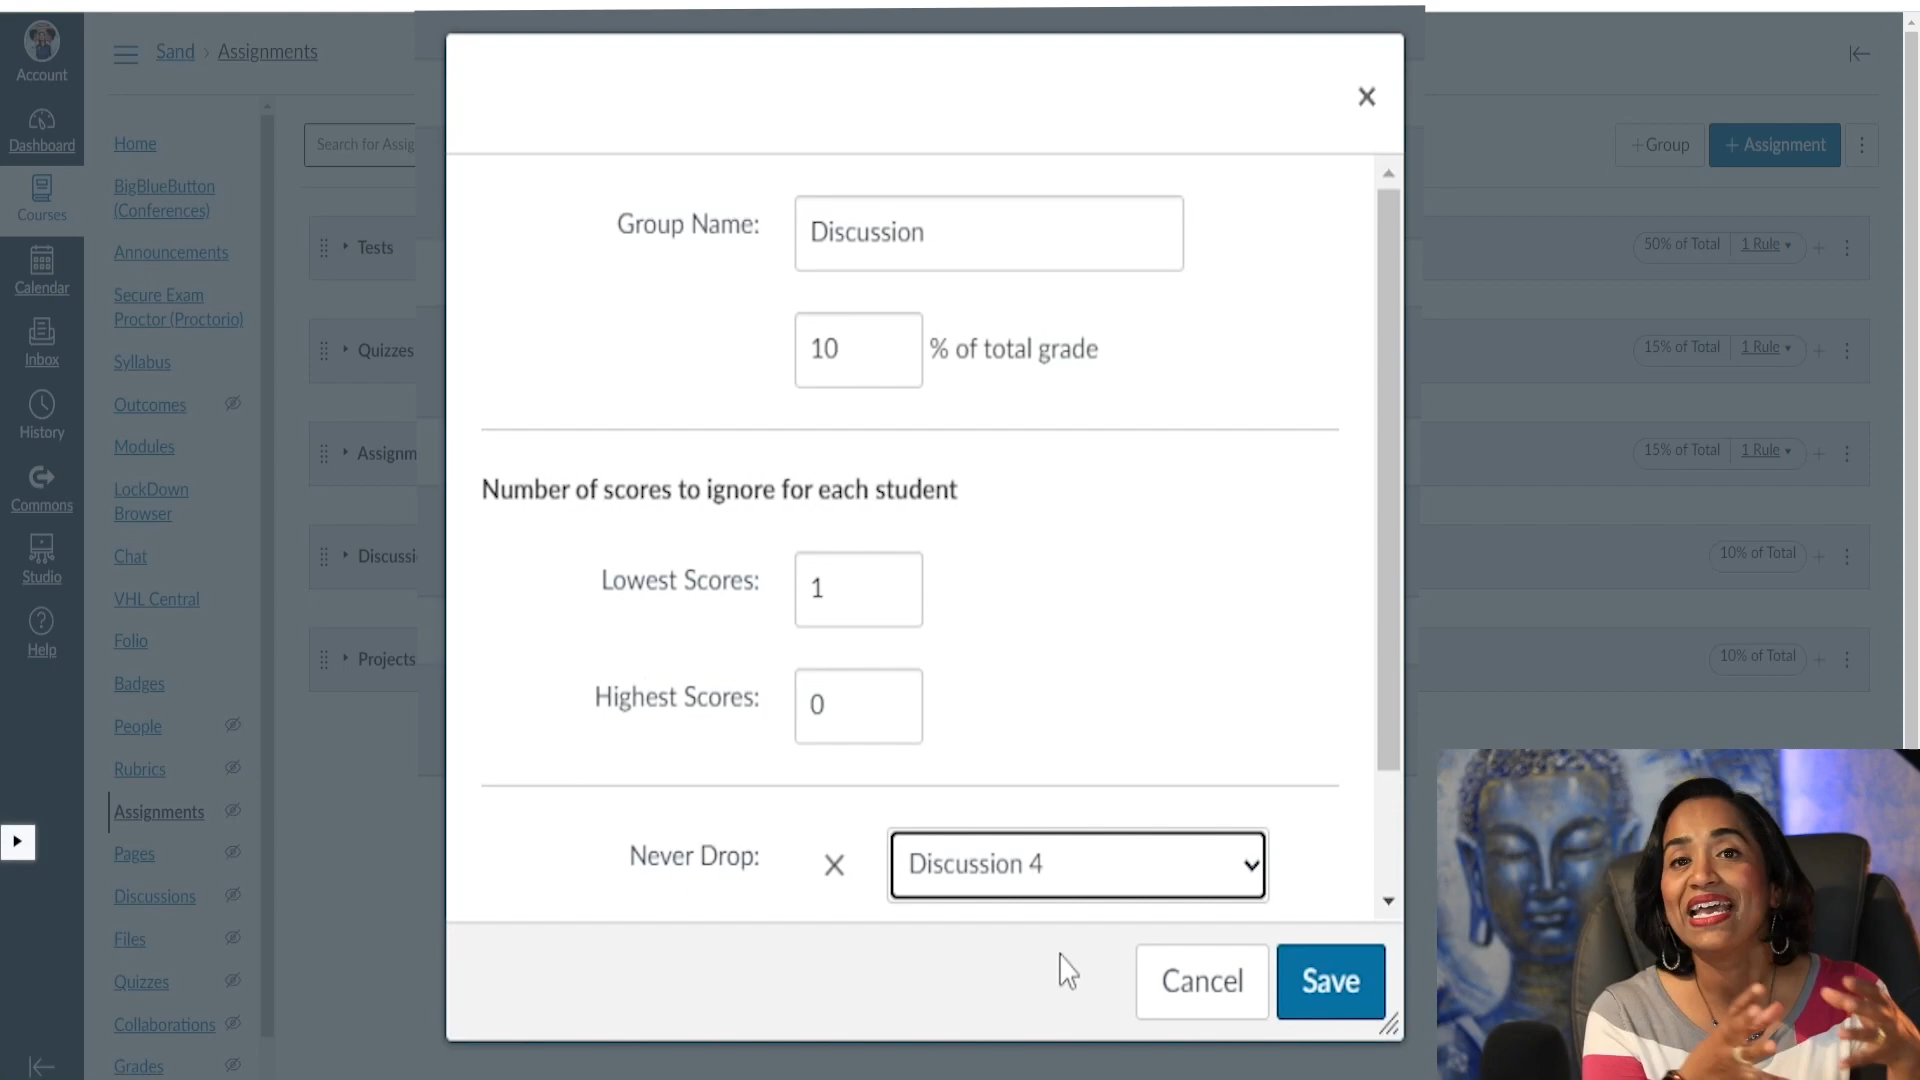 Account
Dashboard
Courses
Calendar
Inbox
History
Commons
Studio
Help
Sand › Assignments
Home
BigBlueButton
(Conferences)
Announcements
Secure Exam
Proctor (Proctorio)
Syllabus
Outcomes
Modules
LockDown
Browser
Chat
VHL Central
Folio
Badges
People
Rubrics
Assignments
Pages
Discussions
Files
Quizzes
Collaborations
Grades
Search for Assig
Tests
Quizzes
Assignm
Discussi
Projects
Group Name: Discussion
10 % of total grade
Number of scores to ignore for each student
Lowest Scores: 1
Highest Scores: 0
Never Drop: Discussion 4
Cancel Save
+Group + Assignment
50% of Total 1 Rule
15% of Total 1 Rule
15% of Total 1 Rule
10% of Total
10% of Total